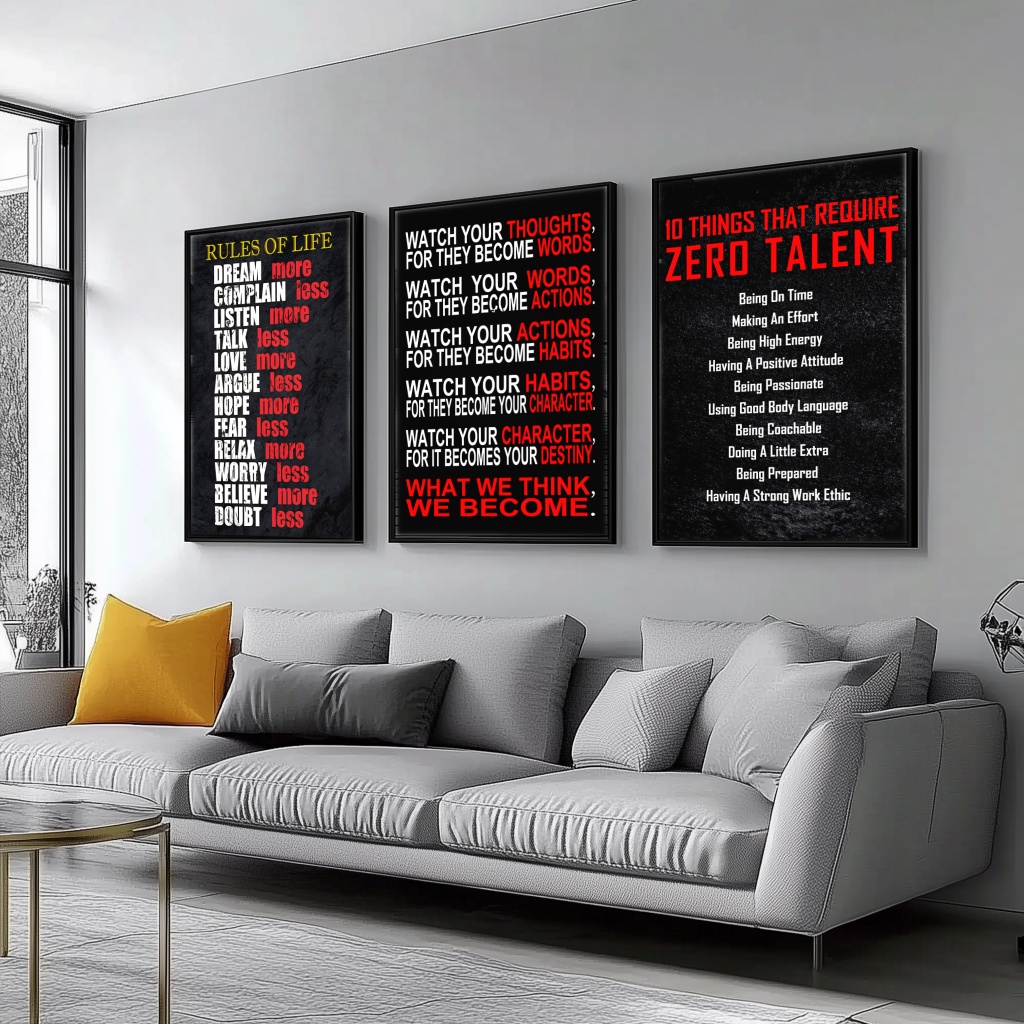 RULES OF LIFE
DREAM more
COMPLAIN less
LISTEN more
TALK less
LOVE more
ARGUE less
HOPE more
FEAR less
RELAX more
WORRY less
BELIEVE more
DOUBT less
WATCH YOUR THOUGHTS,
FOR THEY BECOME WORDS.
WATCH YOUR WORDS,
FOR THEY BECOME ACTIONS.
WATCH YOUR ACTIONS,
FOR THEY BECOME HABITS.
WATCH YOUR HABITS,
FOR THEY BECOME YOUR CHARACTER.
WATCH YOUR CHARACTER,
FOR IT BECOMES YOUR DESTINY.
WHAT WE THINK,
WE BECOME.
10 THINGS THAT REQUIRE
ZERO TALENT
Being On Time
Making An Effort
Being High Energy
Having A Positive Attitude
Being Passionate
Using Good Body Language
Being Coachable
Doing A Little Extra
Being Prepared
Having A Strong Work Ethic